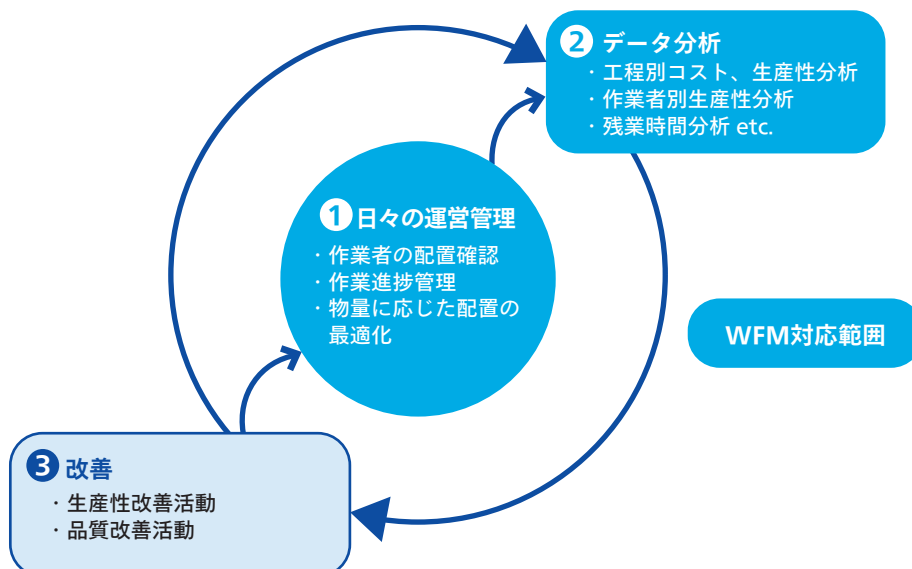 ❷ データ分析
・工程別コスト、生産性分析
・作業者別生産性分析
・残業時間分析 etc.
❶ 日々の運営管理
・作業者の配置確認
・作業進捗管理
・物量に応じた配置の
最適化
WFM対応範囲
❸ 改善
・生産性改善活動
・品質改善活動